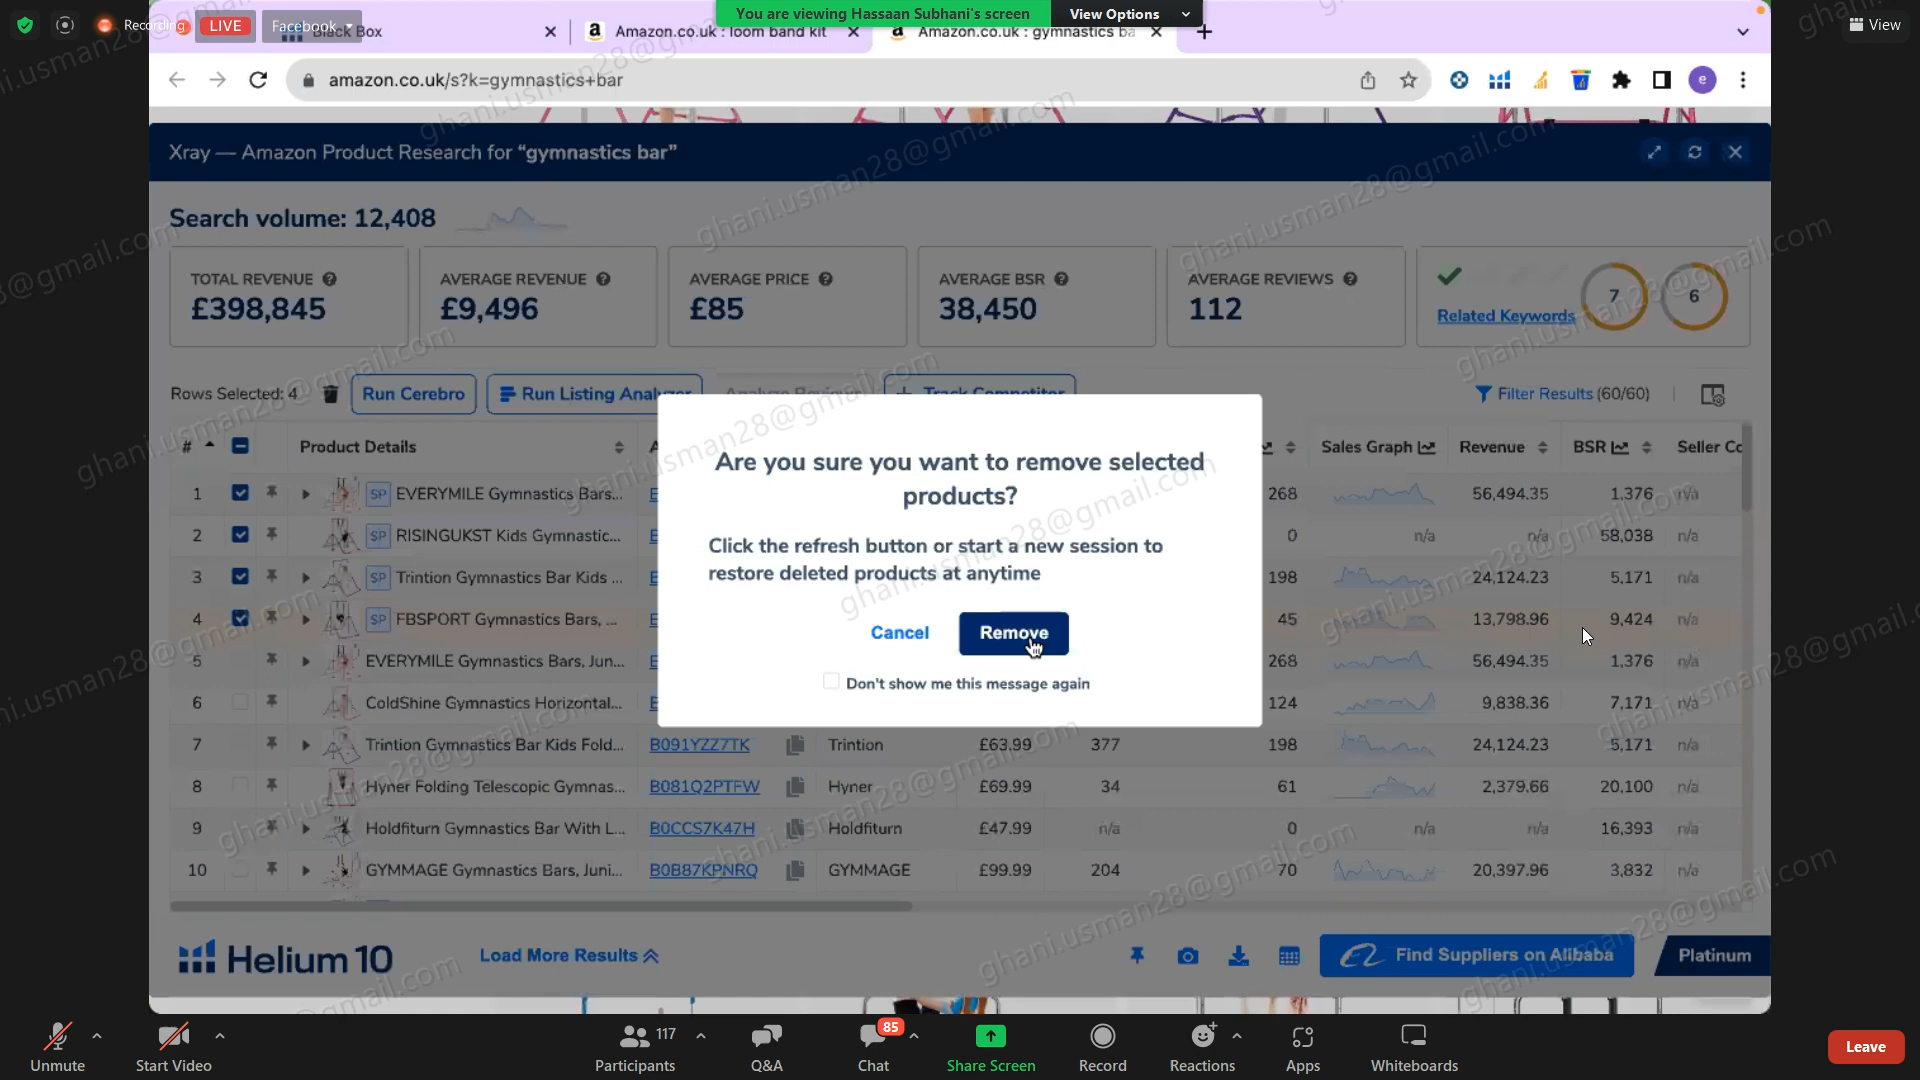 Recording
LIVE
Facebook
You are viewing Hassaan Subhani's screen
View Options
View
Black Box
Amazon.co.uk : loom band kit
Amazon.co.uk : gymnastics ba
amazon.co.uk/s?k=gymnastics+bar
e
Xray — Amazon Product Research for “gymnastics bar”
Search volume: 12,408
TOTAL REVENUE
£398,845
AVERAGE REVENUE
£9,496
AVERAGE PRICE
£85
AVERAGE BSR
38,450
AVERAGE REVIEWS
112
Related Keywords
7
6
Rows Selected: 4
Run Cerebro
Run Listing Analyzer
Analyze Reviews
+ Track Competitor
Filter Results (60/60)
# Product Details Sales Graph Revenue BSR Seller Co
1 SP EVERYMILE Gymnastics Bars... 268 56,494.35 1,376 n/a
2 SP RISINGUKST Kids Gymnastic... 0 n/a n/a 58,038 n/a
3 SP Trintion Gymnastics Bar Kids ... 198 24,124.23 5,171 n/a
4 SP FBSPORT Gymnastics Bars, ... 45 13,798.96 9,424 n/a
5 EVERYMILE Gymnastics Bars, Jun... 268 56,494.35 1,376 n/a
6 ColdShine Gymnastics Horizontal... 124 9,838.36 7,171 n/a
7 Trintion Gymnastics Bar Kids Fold... B091YZZ7TK Trintion £63.99 377 198 24,124.23 5,171 n/a
8 Hyner Folding Telescopic Gymnas... B081Q2PTFW Hyner £69.99 34 61 2,379.66 20,100 n/a
9 Holdfiturn Gymnastics Bar With L... B0CCS7K47H Holdfiturn £47.99 n/a 0 n/a n/a 16,393 n/a
10 GYMMAGE Gymnastics Bars, Juni... B0B87KPNRQ GYMMAGE £99.99 204 70 20,397.96 3,832 n/a
Are you sure you want to remove selected
products?
Click the refresh button or start a new session to
restore deleted products at anytime
Cancel
Remove
Don't show me this message again
Helium 10
Load More Results
Find Suppliers on Alibaba
Platinum
ghani.usman28@gmail.com
Unmute
Start Video
117
Participants
Q&A
85
Chat
Share Screen
Record
Reactions
Apps
Whiteboards
Leave